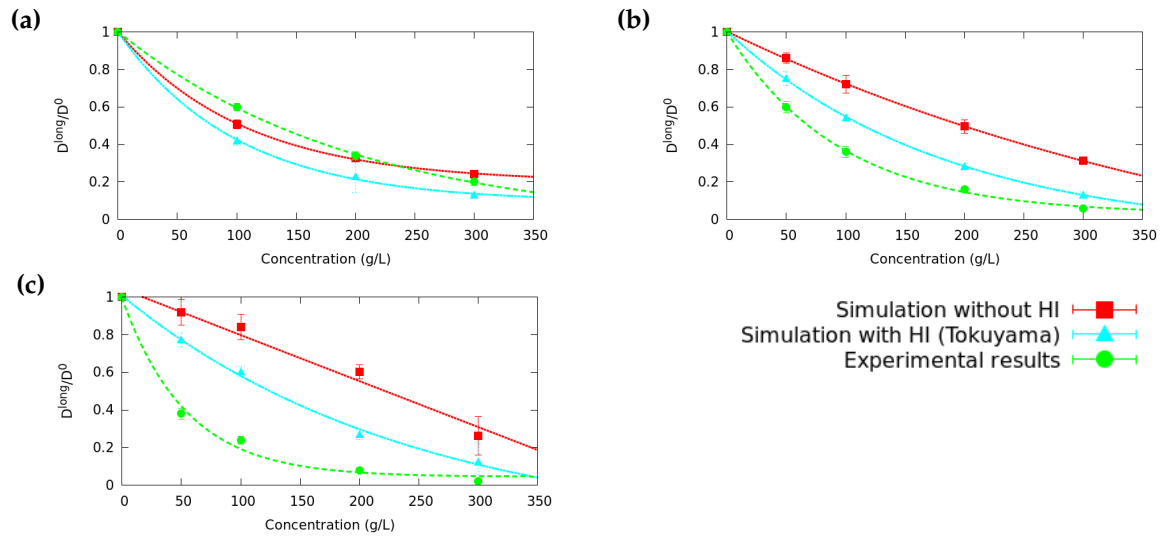 (a)
1
0.8
0.6
0.4
0.2
0
D^long/D^0
0 50 100 150 200 250 300 350
Concentration (g/L)
(b)
1
0.8
0.6
0.4
0.2
0
D^long/D^0
0 50 100 150 200 250 300 350
Concentration (g/L)
(c)
1
0.8
0.6
0.4
0.2
0
D^long/D^0
0 50 100 150 200 250 300 350
Concentration (g/L)
Simulation without HI
Simulation with HI (Tokuyama)
Experimental results